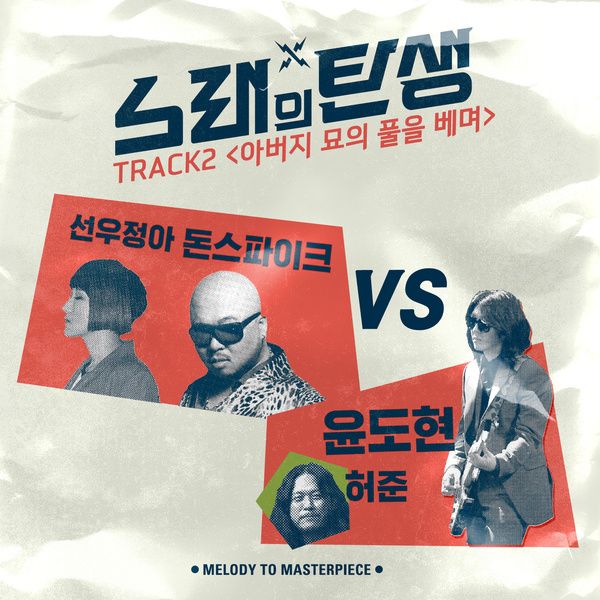 노래의탄생
TRACK2 <아버지 묘의 풀을 베며>
선우정아 돈스파이크
VS
윤도현
허준
• MELODY TO MASTERPIECE •